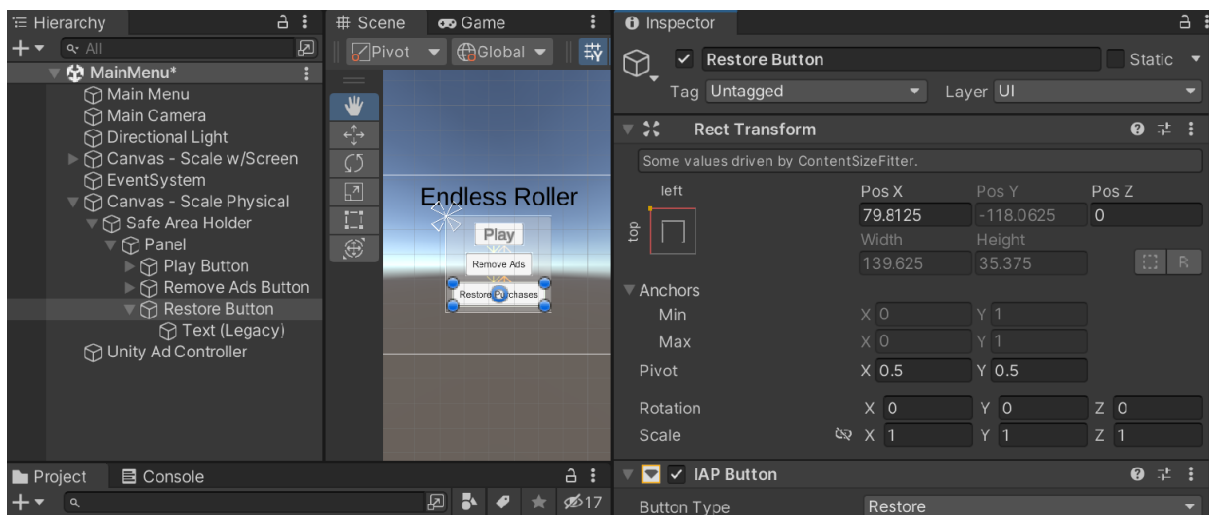 Hierarchy
All
MainMenu*
Main Menu
Main Camera
Directional Light
Canvas - Scale w/Screen
EventSystem
Canvas - Scale Physical
Safe Area Holder
Panel
Play Button
Remove Ads Button
Restore Button
Text (Legacy)
Unity Ad Controller
Scene Game
Pivot Global
Endless Roller
Play
Remove Ads
Restore Purchases
Project Console
17
Inspector
Restore Button Static
Tag Untagged Layer UI
Rect Transform
Some values driven by ContentSizeFitter.
left Pos X Pos Y Pos Z
top 79.8125 -118.0625 0
Width Height
139.625 35.375 R
Anchors
Min X 0 Y 1
Max X 0 Y 1
Pivot X 0.5 Y 0.5
Rotation X 0 Y 0 Z 0
Scale X 1 Y 1 Z 1
IAP Button
Button Type Restore